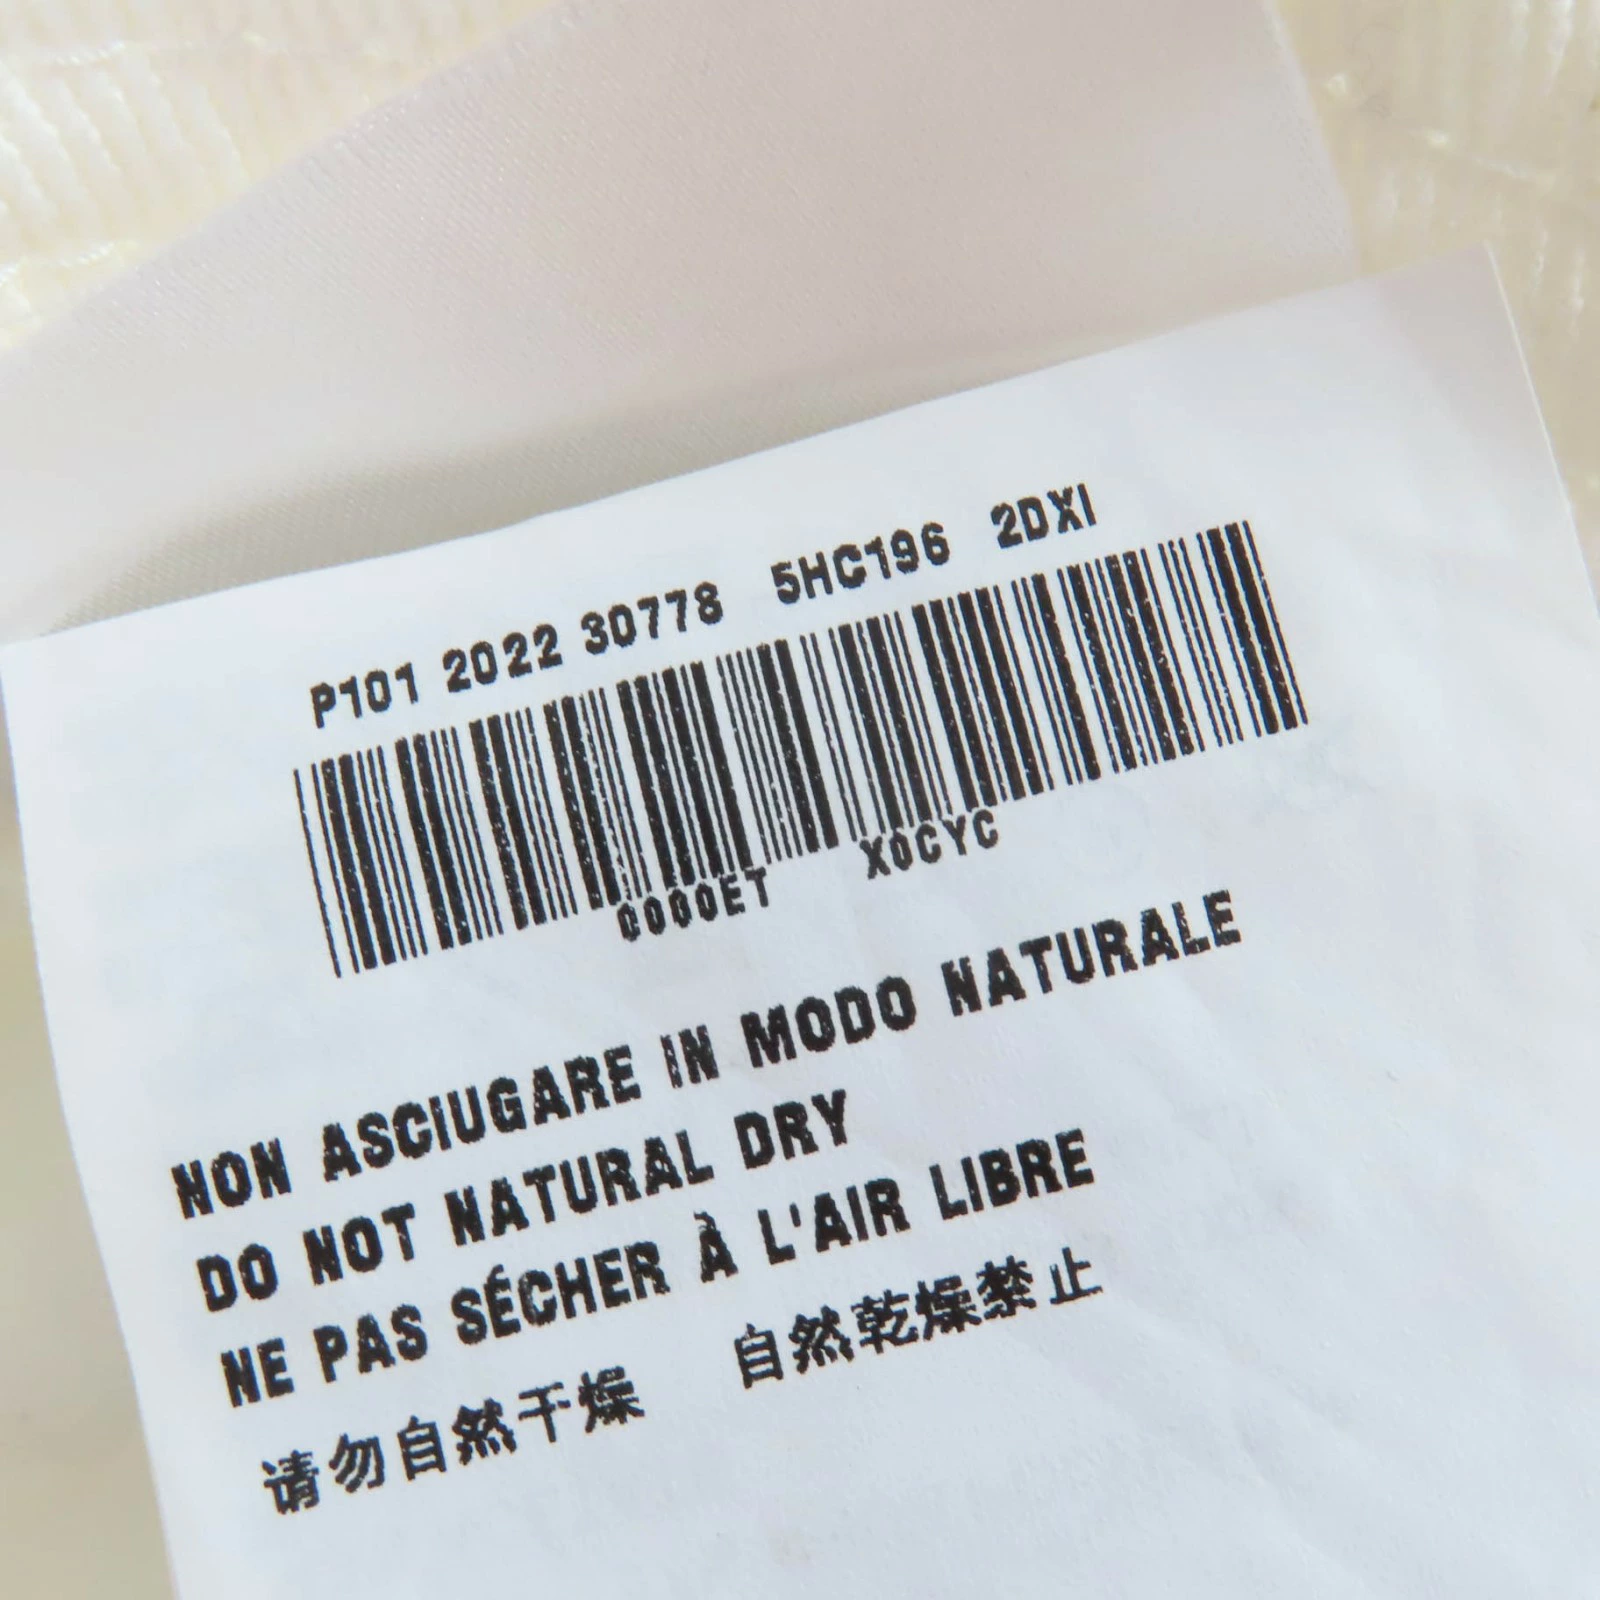 P101 2022 30778 5HC196 2DXI
0000ET X0CYC
NON ASCIUGARE IN MODO NATURALE
DO NOT NATURAL DRY
NE PAS SÉCHER À L'AIR LIBRE
请勿自然干燥 自然乾燥禁止